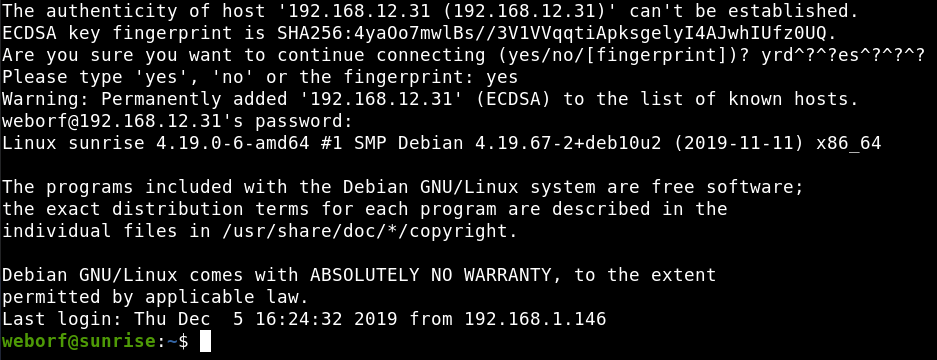 The authenticity of host '192.168.12.31 (192.168.12.31)' can't be established.
ECDSA key fingerprint is SHA256:4yaOo7mwlBs//3V1VVqqtiApksgelyI4AJwhIUfz0UQ.
Are you sure you want to continue connecting (yes/no/[fingerprint])? yrd^?^?es^?^?^?
Please type 'yes', 'no' or the fingerprint: yes
Warning: Permanently added '192.168.12.31' (ECDSA) to the list of known hosts.
weborf@192.168.12.31's password:
Linux sunrise 4.19.0-6-amd64 #1 SMP Debian 4.19.67-2+deb10u2 (2019-11-11) x86_64
The programs included with the Debian GNU/Linux system are free software;
the exact distribution terms for each program are described in the
individual files in /usr/share/doc/*/copyright.
Debian GNU/Linux comes with ABSOLUTELY NO WARRANTY, to the extent
permitted by applicable law.
Last login: Thu Dec  5 16:24:32 2019 from 192.168.1.146
weborf@sunrise:~$